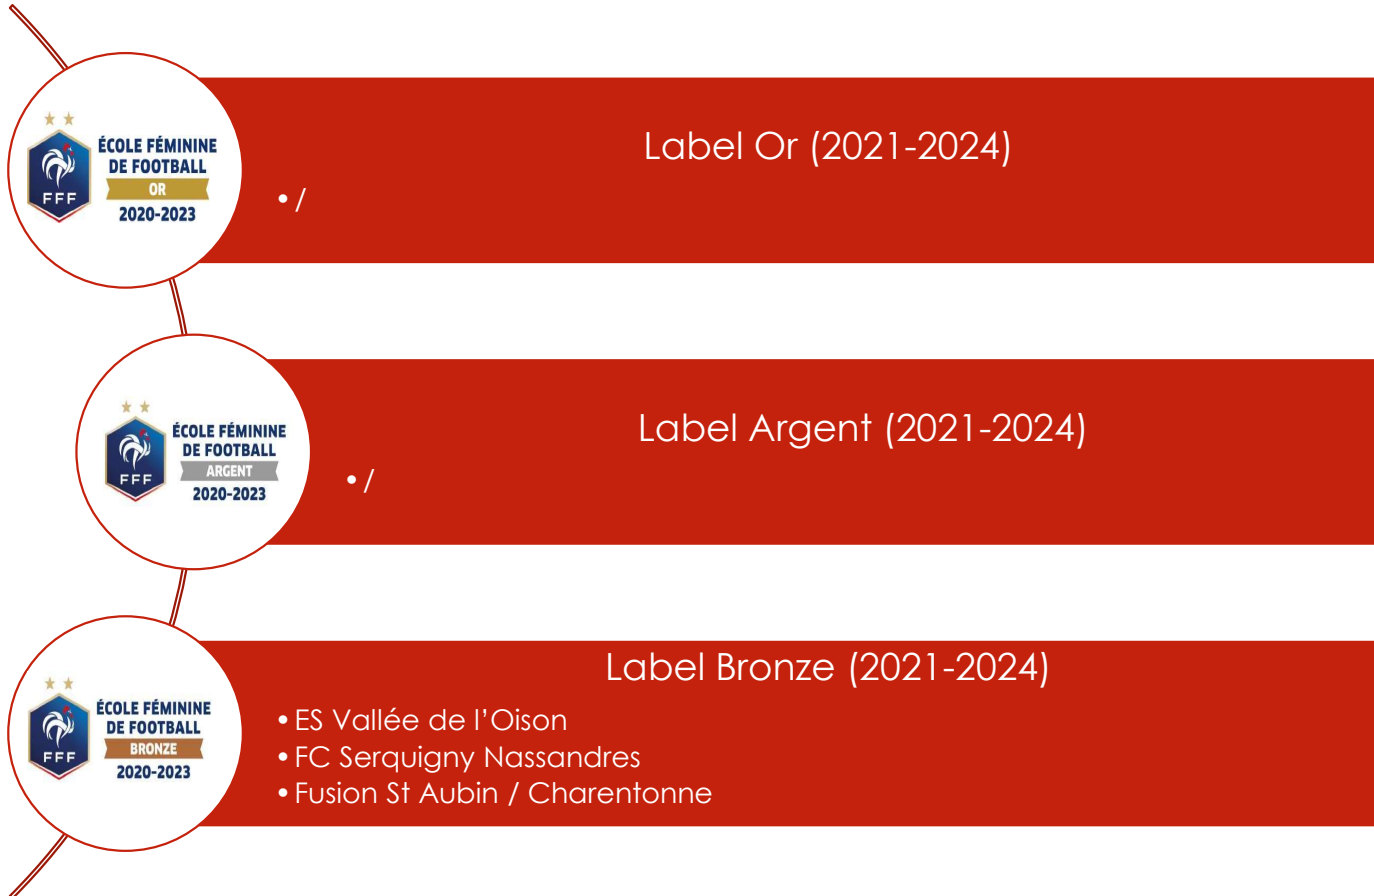 ÉCOLE FÉMININE
DE FOOTBALL
OR
2020-2023
FFF
Label Or (2021-2024)
• /
ÉCOLE FÉMININE
DE FOOTBALL
ARGENT
2020-2023
FFF
Label Argent (2021-2024)
• /
ÉCOLE FÉMININE
DE FOOTBALL
BRONZE
2020-2023
FFF
Label Bronze (2021-2024)
• ES Vallée de l’Oison
• FC Serquigny Nassandres
• Fusion St Aubin / Charentonne